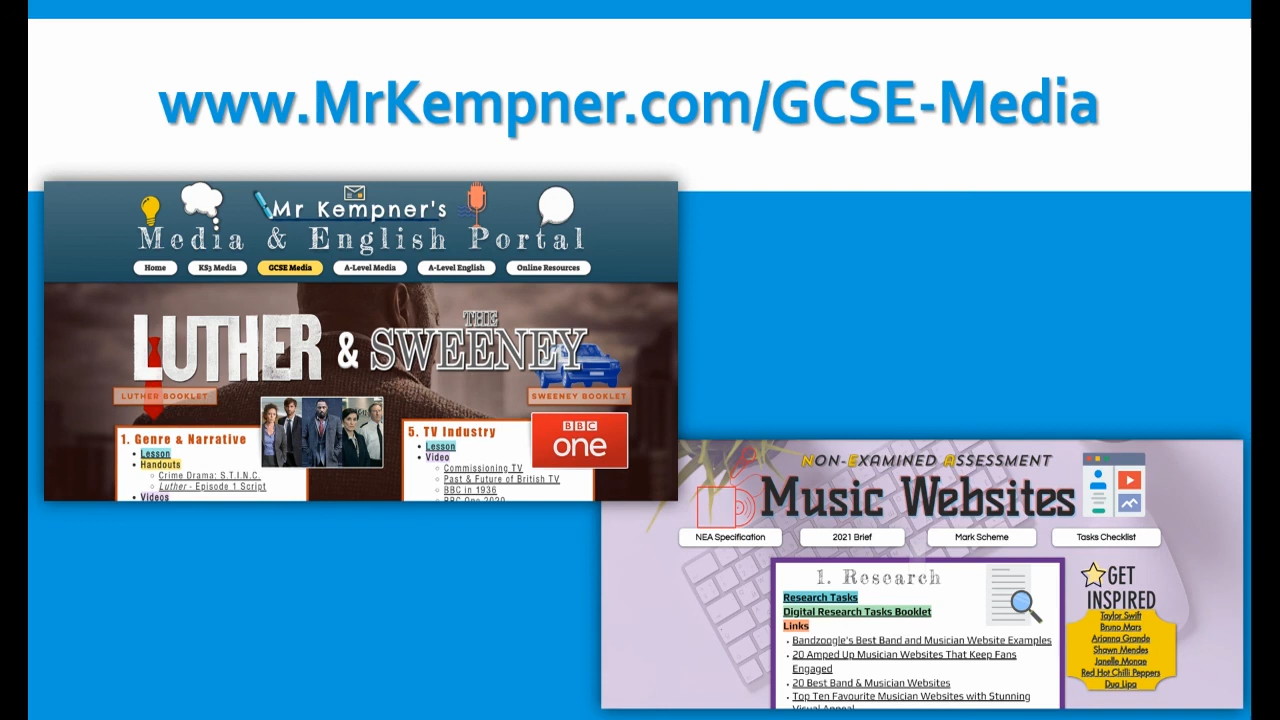 www.MrKempner.com/GCSE-Media
Mr Kempner's
Media & English Portal
Home
KS3 Media
GCSE Media
A-Level Media
A-Level English
Online Resources
LUTHER & THE SWEENEY
LUTHER BOOKLET
SWEENEY BOOKLET
1. Genre & Narrative
Lesson
Handouts
Crime Drama: S.T.I.N.C.
Luther - Episode 1 Script
Videos
5. TV Industry
Lesson
Video
Commissioning TV
Past & Future of British TV
BBC in 1936
BBC One 2020
BBC
one
NON-EXAMINED ASSESSMENT
Music Websites
NEA Specification
2021 Brief
Mark Scheme
Tasks Checklist
1. Research
Research Tasks
Digital Research Tasks Booklet
Links
Bandzoogle's Best Band and Musician Website Examples
20 Amped Up Musician Websites That Keep Fans
Engaged
20 Best Band & Musician Websites
Top Ten Favourite Musician Websites with Stunning
Visual Appeal
GET
INSPIRED
Taylor Swift
Bruno Mars
Arianna Grande
Shawn Mendes
Janelle Monae
Red Hot Chilli Peppers
Dua Lipa